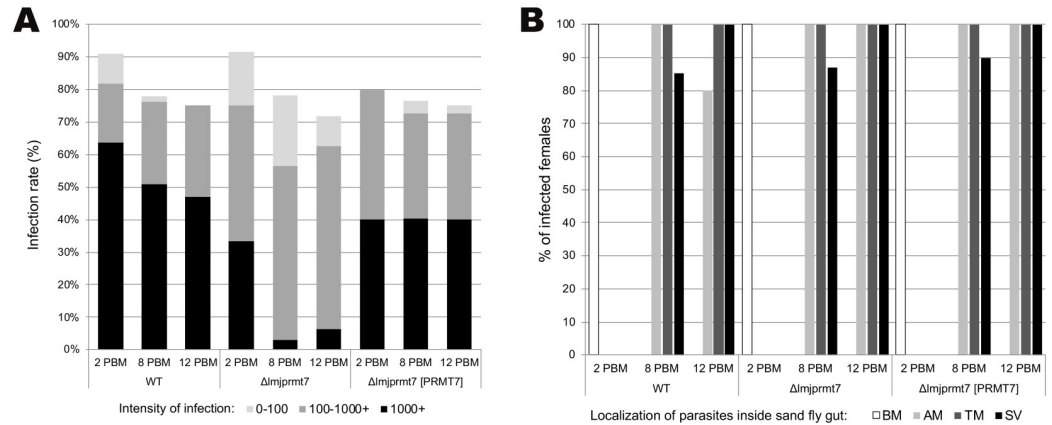 A
Infection rate (%)
100%
90%
80%
70%
60%
50%
40%
30%
20%
10%
0%
2 PBM 8 PBM 12 PBM 2 PBM 8 PBM 12 PBM 2 PBM 8 PBM 12 PBM
WT Δlmjprmt7 Δlmjprmt7 [PRMT7]
Intensity of infection: 0-100 100-1000+ 1000+
B
% of infected females
100
90
80
70
60
50
40
30
20
10
0
2 PBM 8 PBM 12 PBM 2 PBM 8 PBM 12 PBM 2 PBM 8 PBM 12 PBM
WT Δlmjprmt7 Δlmjprmt7 [PRMT7]
Localization of parasites inside sand fly gut: BM AM TM SV